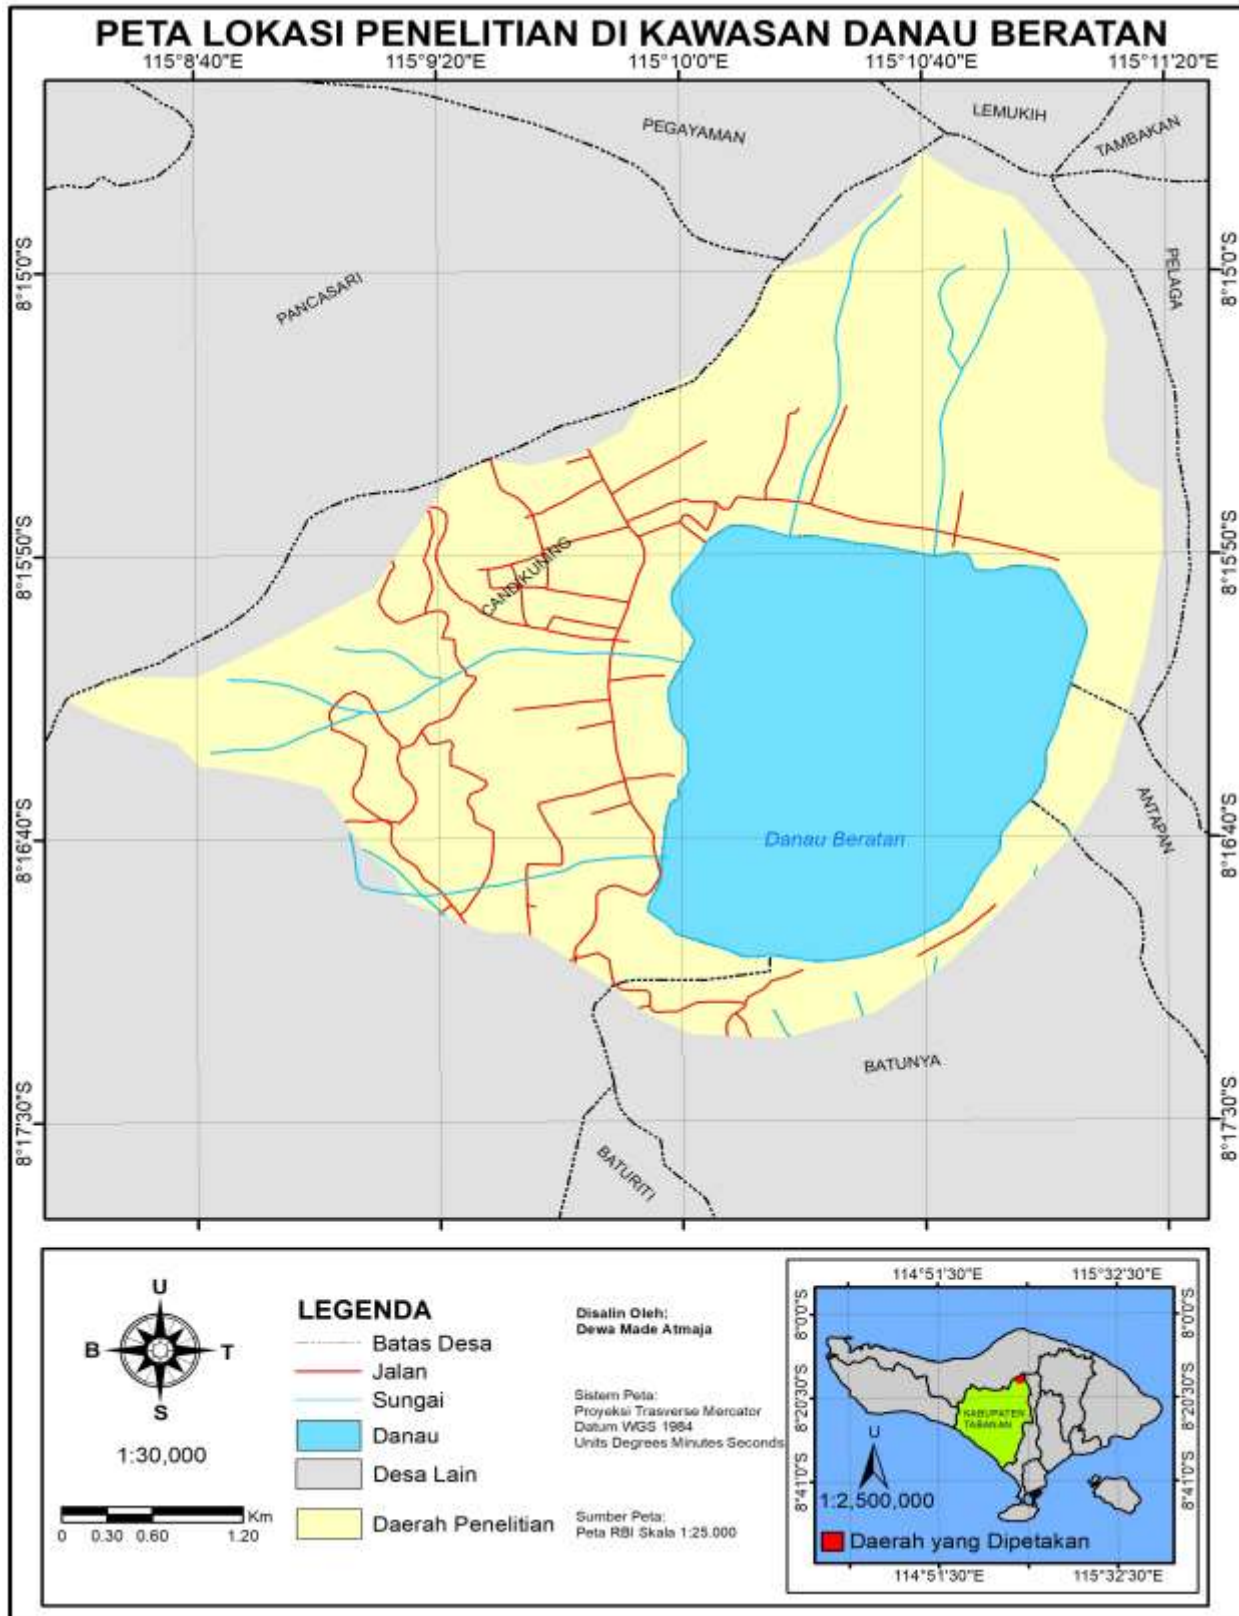 PETA LOKASI PENELITIAN DI KAWASAN DANAU BERATAN
115°8'40"E 115°9'20"E 115°10'0"E 115°10'40"E 115°11'20"E
LEMUKIH
PEGAYAMAN
TAMBAKAN
8°15'0"S
PANCASARI
PELAGA
8°15'0"S
8°15'50"S
CANDIKUNING
8°15'50"S
8°16'40"S
Danau Beratan
ANTAPAN
8°16'40"S
BATUNYA
8°17'30"S
BATURITI
8°17'30"S
U
B T
S
1:30,000
Km
0 0.30 0.60 1.20
LEGENDA
Batas Desa
Jalan
Sungai
Danau
Desa Lain
Daerah Penelitian
Disalin Oleh:
Dewa Made Atmaja
Sistem Peta:
Proyeksi Trasverse Mercator
Datum WGS 1984
Units Degrees Minutes Seconds
Sumber Peta:
Peta RBI Skala 1:25.000
114°51'30"E 115°32'30"E
8°0'0"S 8°0'0"S
8°20'30"S 8°20'30"S
KABUPATEN
TABANAN
U
8°41'0"S 8°41'0"S
1:2,500,000
Daerah yang Dipetakan
114°51'30"E 115°32'30"E